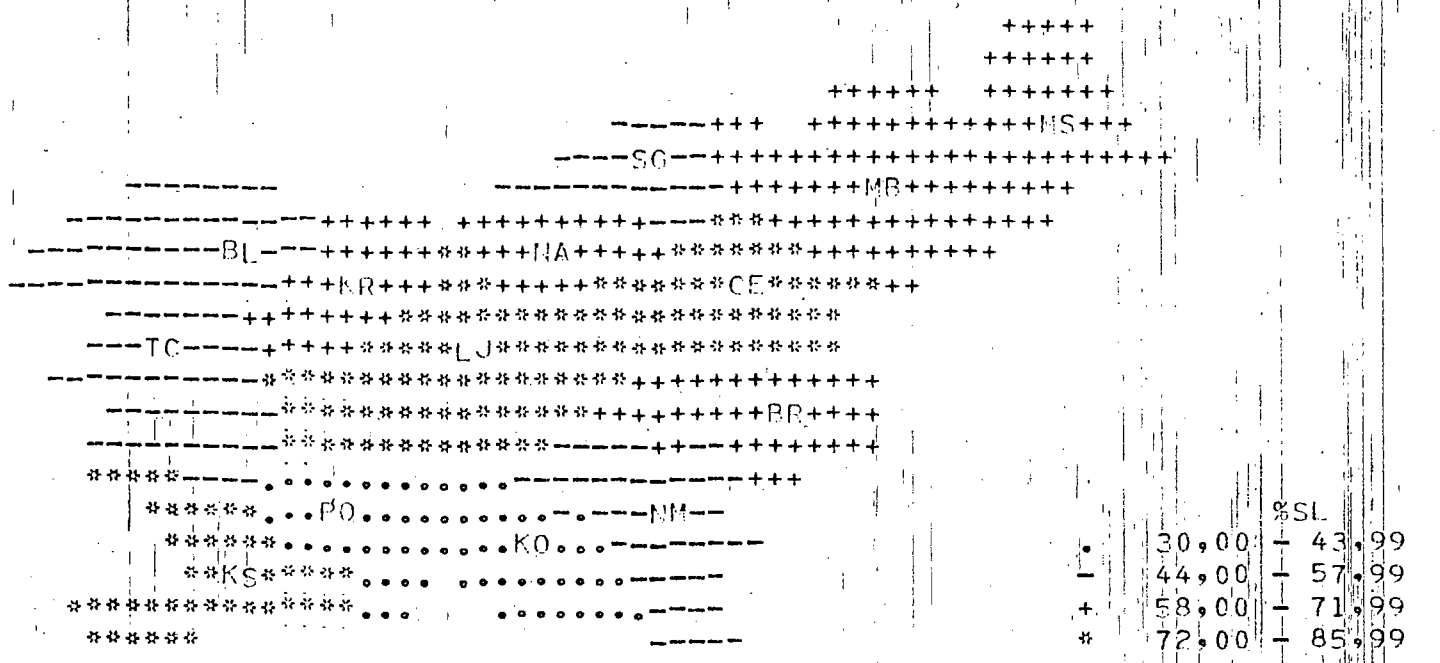 MS
SG
MB
BL NA
KR CE
TC LJ
BR
PO NM
KO
KS
%SL
. 30,00 - 43,99
- 44,00 - 57,99
+ 58,00 - 71,99
* 72,00 - 85,99